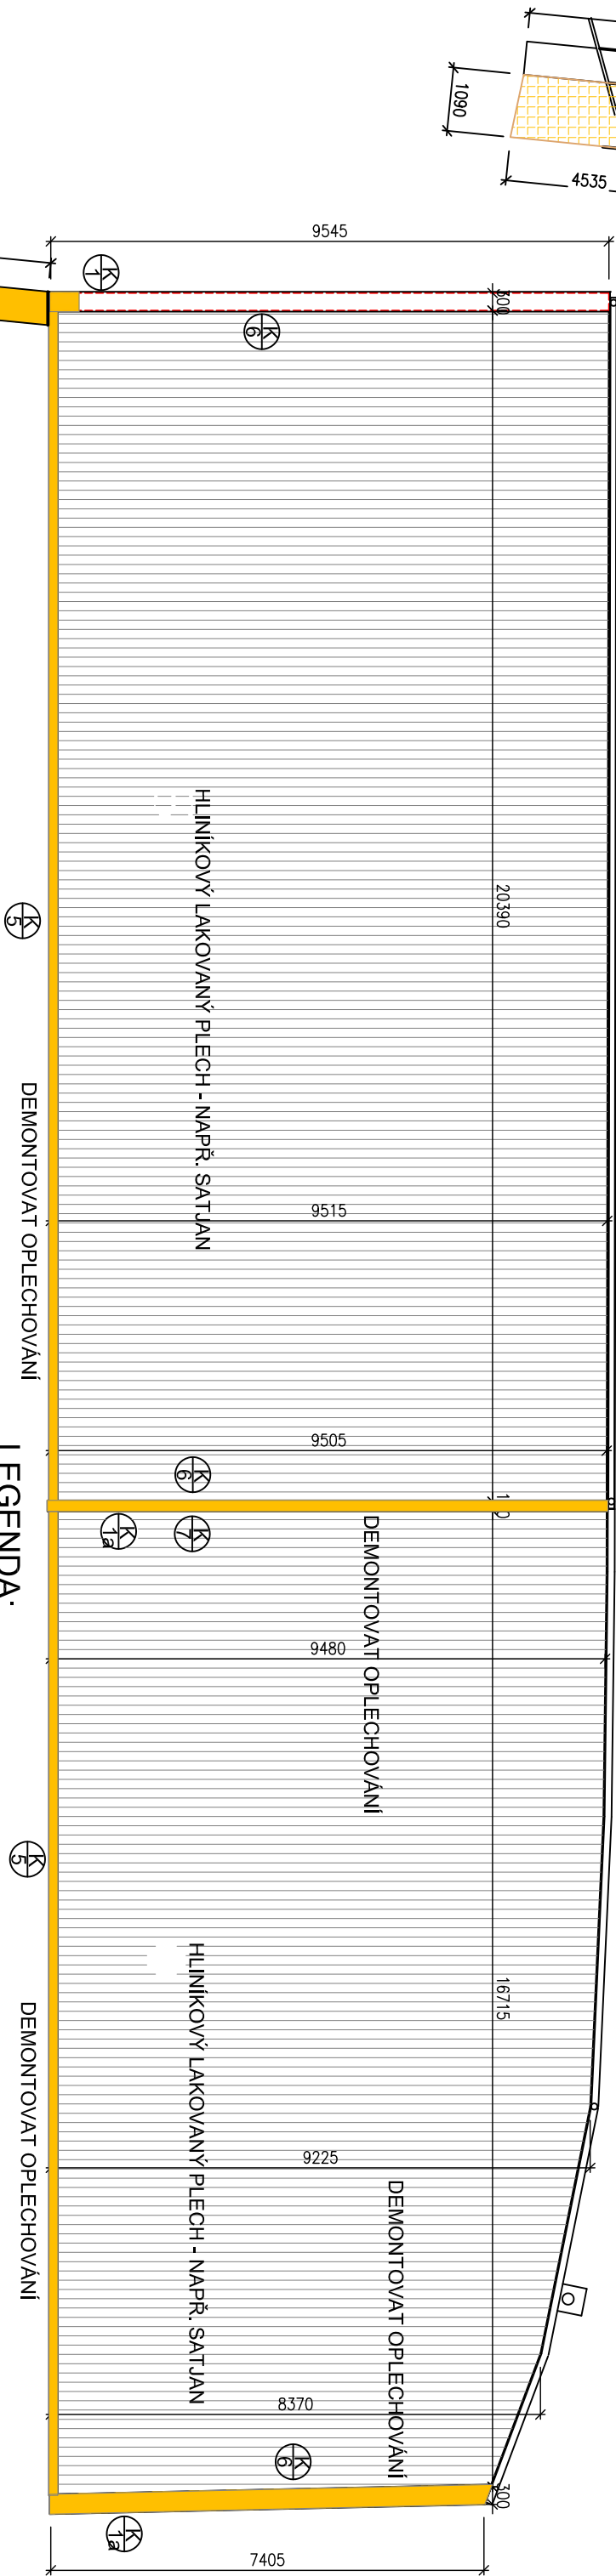 1090
4535
9545
K
1
300
K
6
HLINÍKOVÝ LAKOVANÝ PLECH - NAPŘ. SATJAN
20390
K
5
DEMONTOVAT OPLECHOVÁNÍ
9515
9505
K
6
K
7
K
1a
LEGENDA:
DEMONTOVAT OPLECHOVÁNÍ
9480
K
5
HLINÍKOVÝ LAKOVANÝ PLECH - NAPŘ. SATJAN
16715
DEMONTOVAT OPLECHOVÁNÍ
9225
DEMONTOVAT OPLECHOVÁNÍ
8370
K
6
300
K
1a
7405